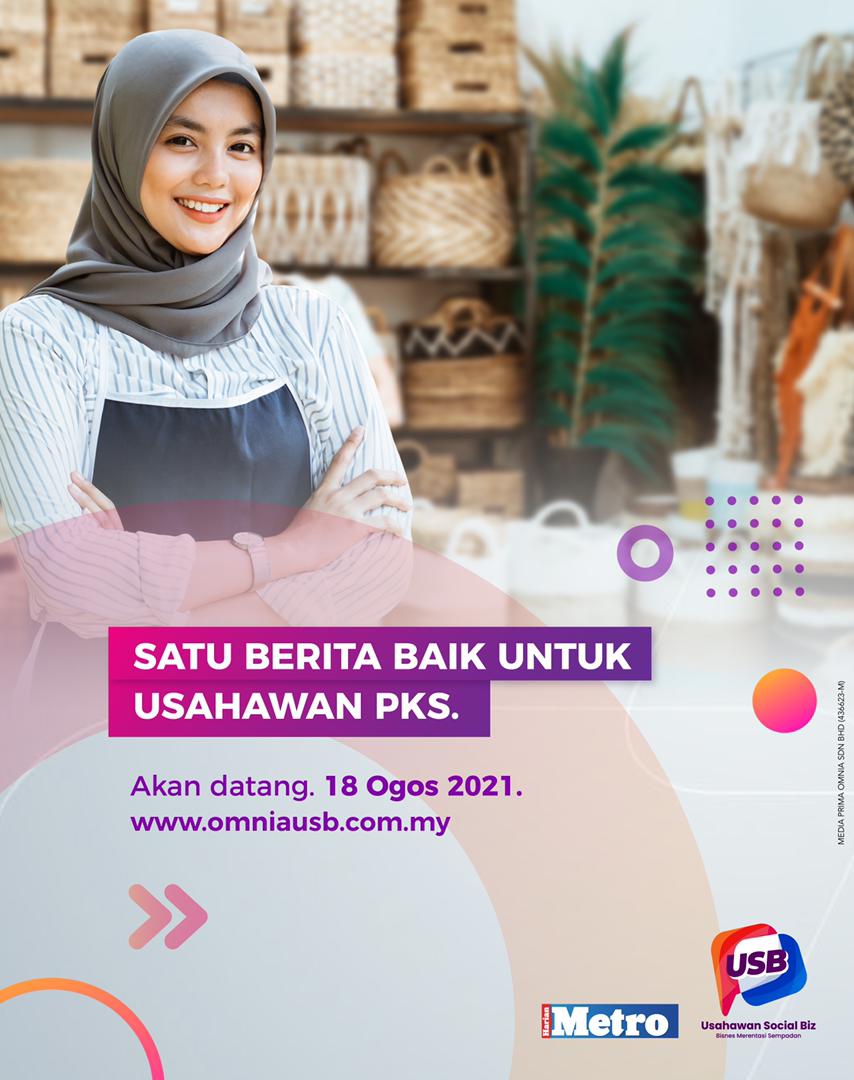 SATU BERITA BAIK UNTUK
USAHAWAN PKS.
Akan datang. 18 Ogos 2021.
www.omniausb.com.my
MEDIA PRIMA OMNIA SDN BHD (436623-M)
Harian Metro
USB
Usahawan Social Biz
Bisnes Merentasi Sempadan